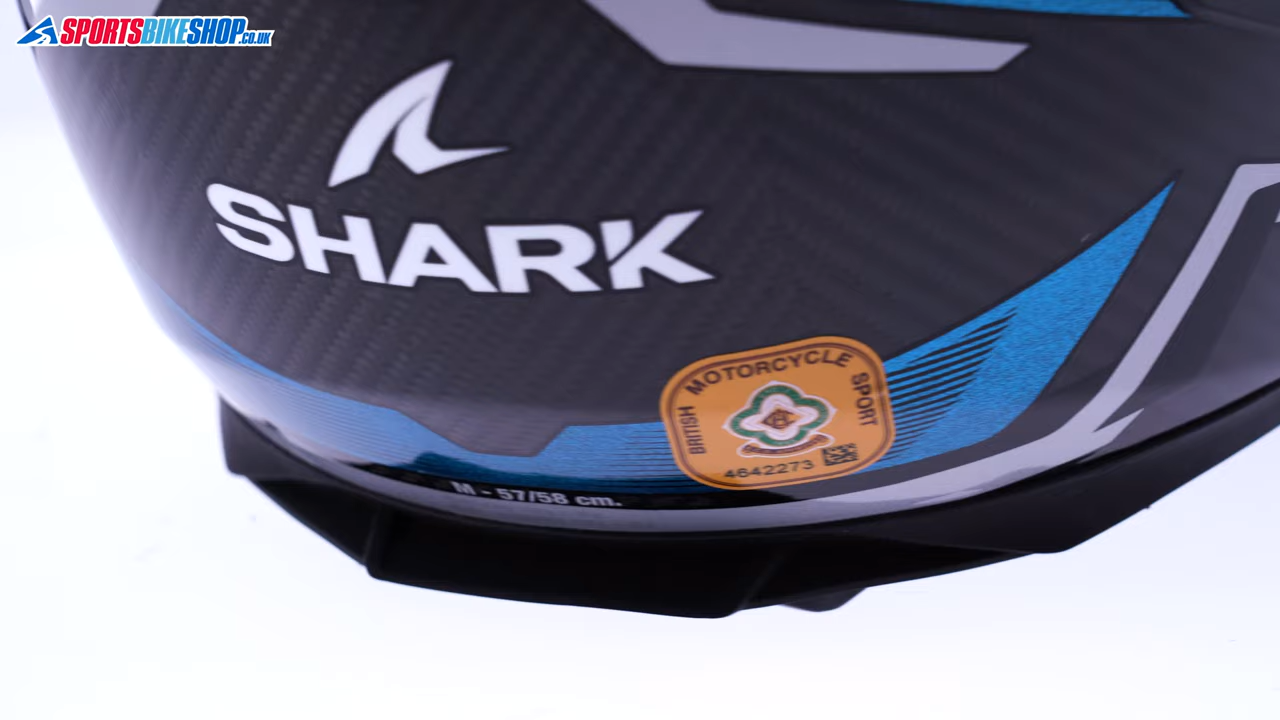 SPORTSBIKESHOP.CO.UK
SHARK
BRITISH MOTORCYCLE SPORT
4642273
M - 57/58 cm.